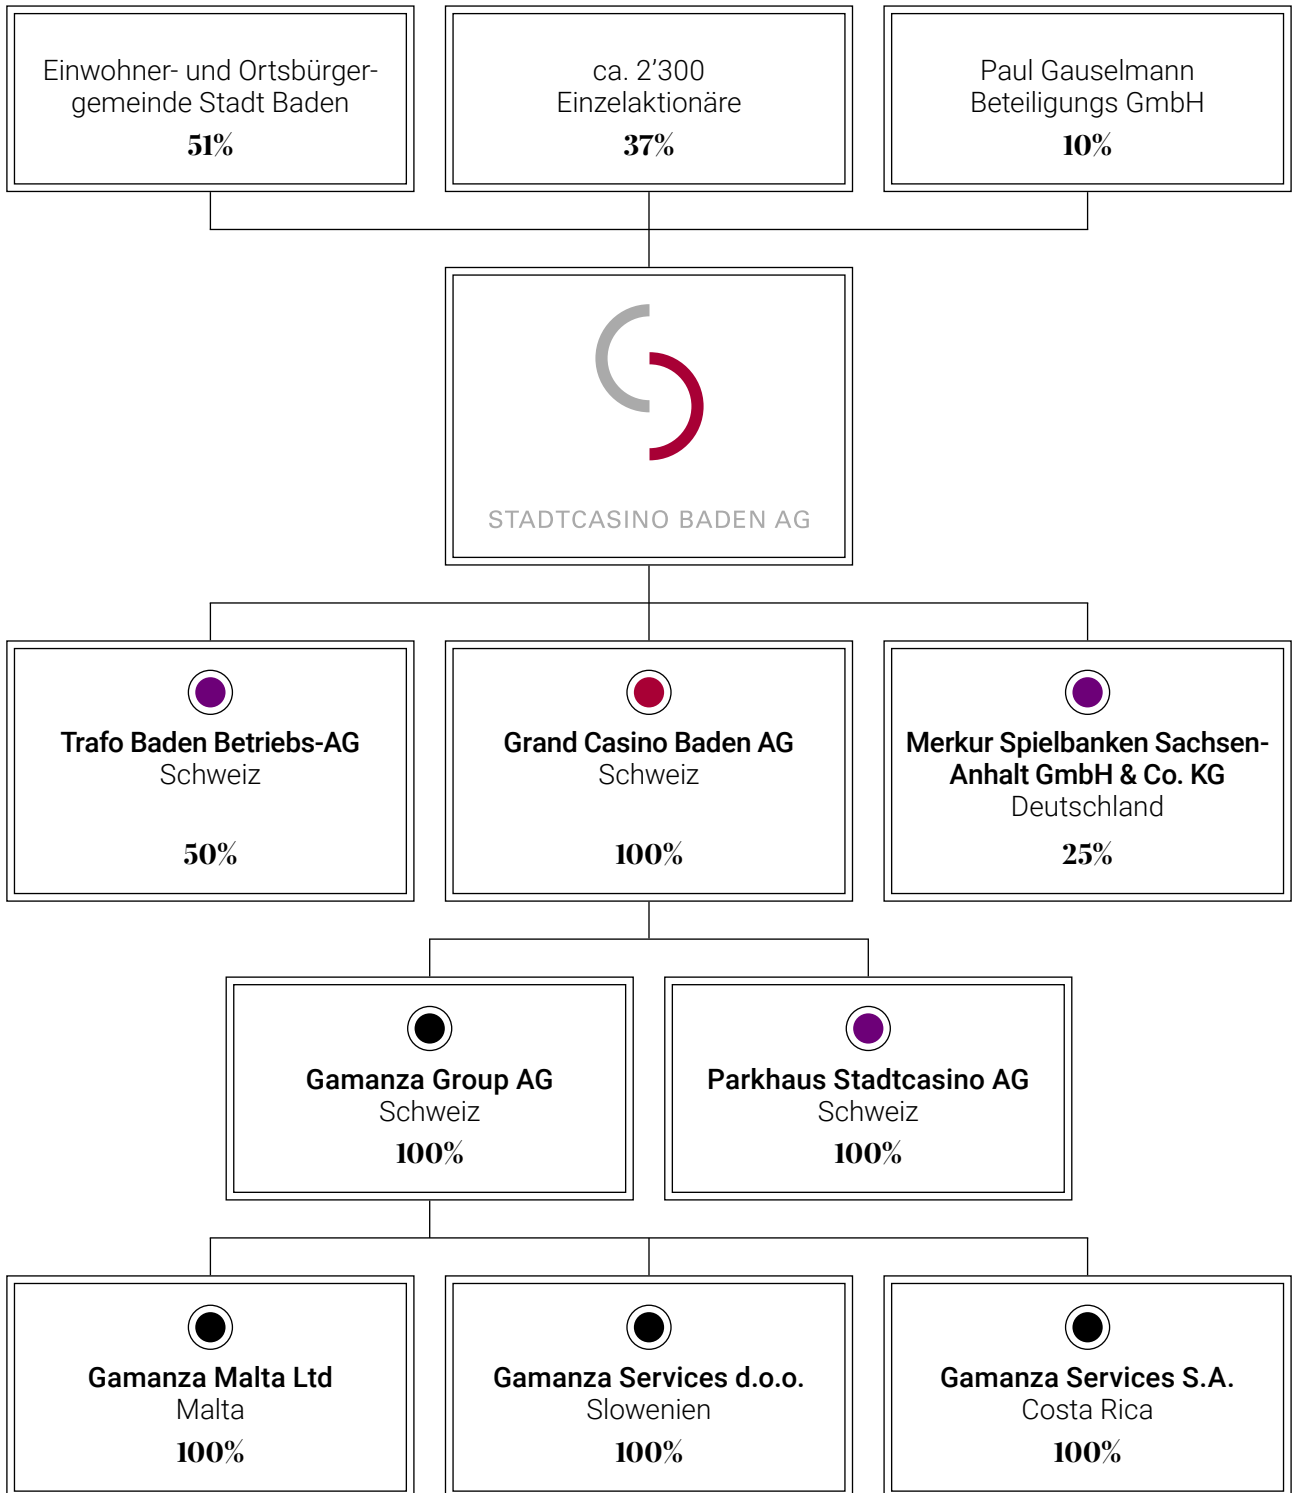 Einwohner- und Ortsbürger-
gemeinde Stadt Baden
51%
ca. 2’300
Einzelaktionäre
37%
Paul Gauselmann
Beteiligungs GmbH
10%
STADTCASINO BADEN AG
Trafo Baden Betriebs-AG
Schweiz
50%
Grand Casino Baden AG
Schweiz
100%
Merkur Spielbanken Sachsen-
Anhalt GmbH & Co. KG
Deutschland
25%
Gamanza Group AG
Schweiz
100%
Parkhaus Stadtcasino AG
Schweiz
100%
Gamanza Malta Ltd
Malta
100%
Gamanza Services d.o.o.
Slowenien
100%
Gamanza Services S.A.
Costa Rica
100%